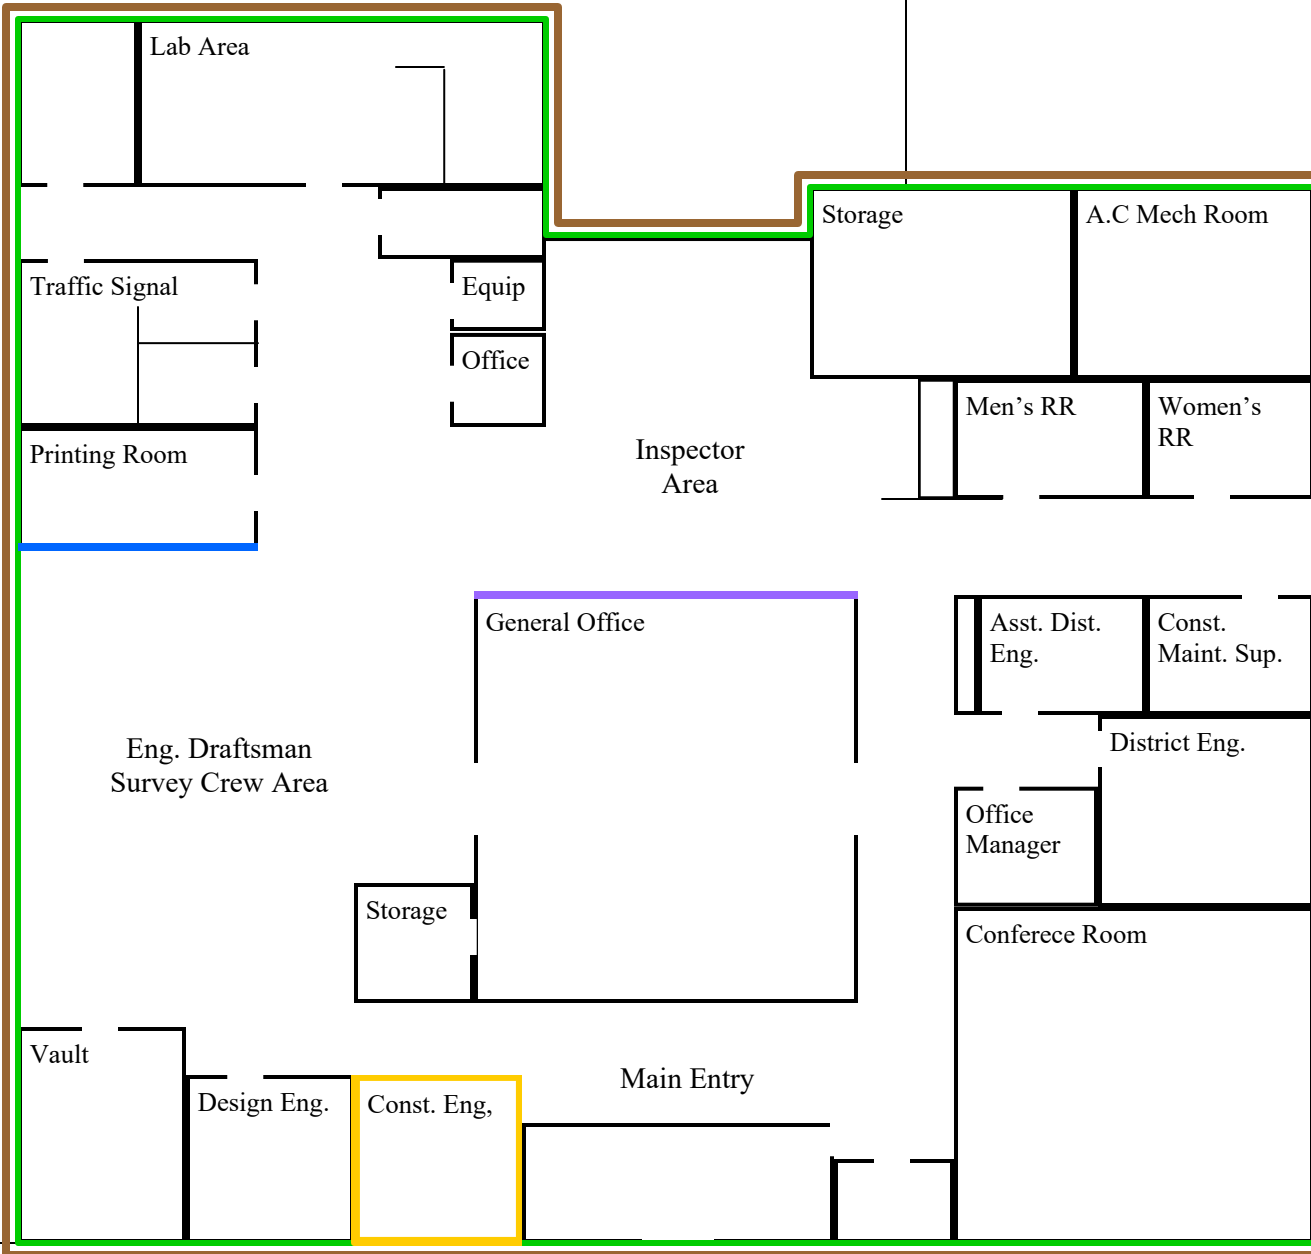 Lab Area
Storage
A.C Mech Room
Traffic Signal
Equip
Office
Men’s RR
Women’s
RR
Printing Room
Inspector
Area
General Office
Asst. Dist.
Eng.
Const.
Maint. Sup.
Eng. Draftsman
Survey Crew Area
District Eng.
Office
Manager
Storage
Conferece Room
Vault
Main Entry
Design Eng.
Const. Eng,